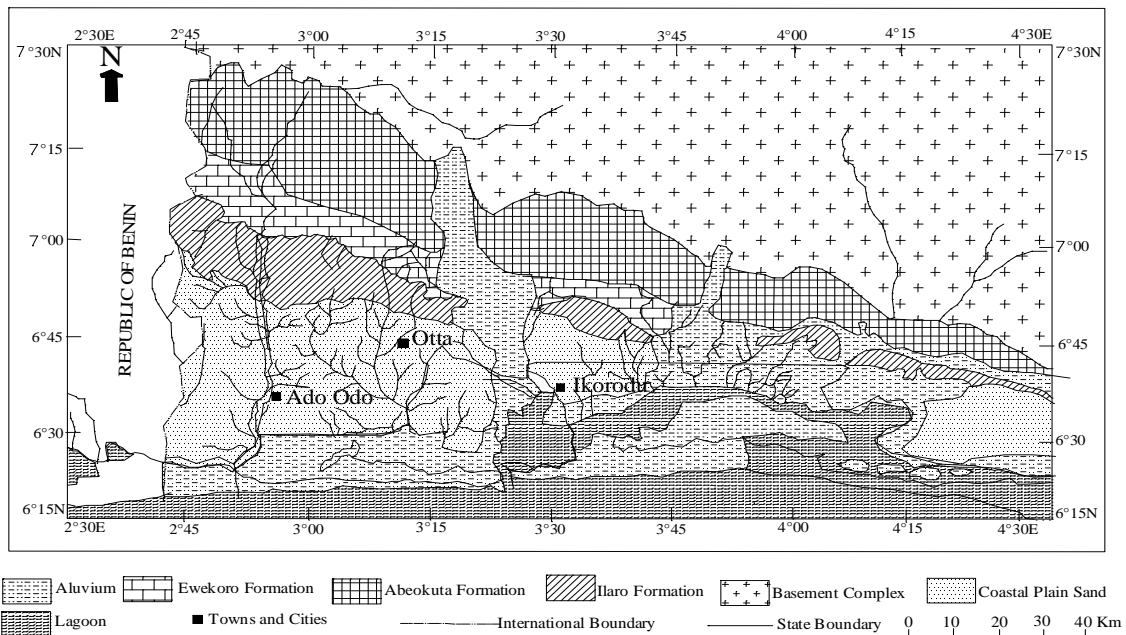 2°30E 2°45 3°00 3°15 3°30 3°45 4°00 4°15 4°30E
7°30N 7°30N
N
7°15 7°15
REPUBLIC OF BENIN
7°00 7°00
6°45 Otta 6°45
Ikorodu
Ado Odo
6°30 6°30
6°15N 6°15N
2°30E 2°45 3°00 3°15 3°30 3°45 4°00 4°15 4°30E
Aluvium Ewekoro Formation Abeokuta Formation Ilaro Formation Basement Complex Coastal Plain Sand
Lagoon Towns and Cities International Boundary State Boundary 0 10 20 30 40 Km